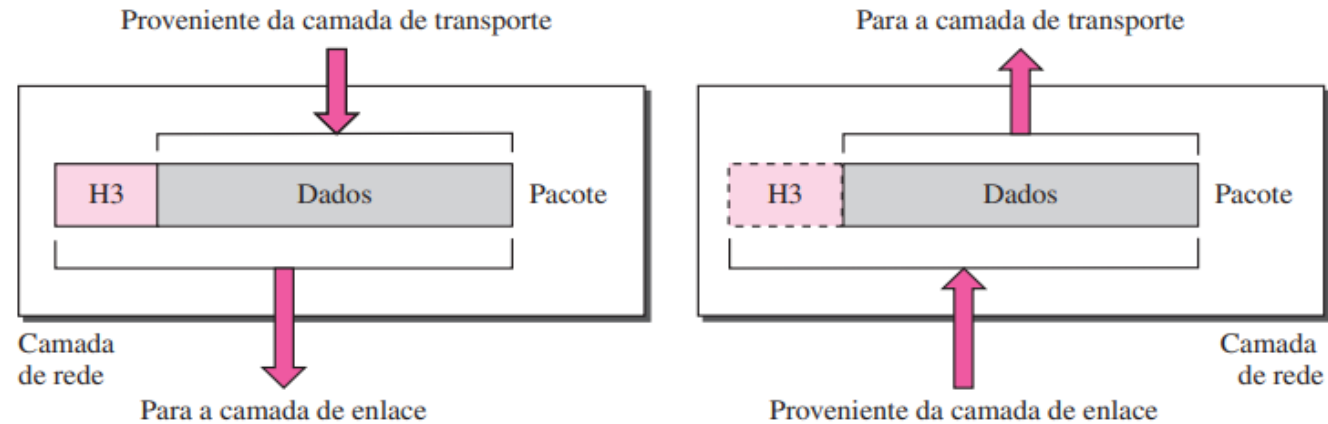 Proveniente da camada de transporte
H3
Dados
Pacote
Camada
de rede
Para a camada de enlace
Para a camada de transporte
H3
Dados
Pacote
Camada
de rede
Proveniente da camada de enlace